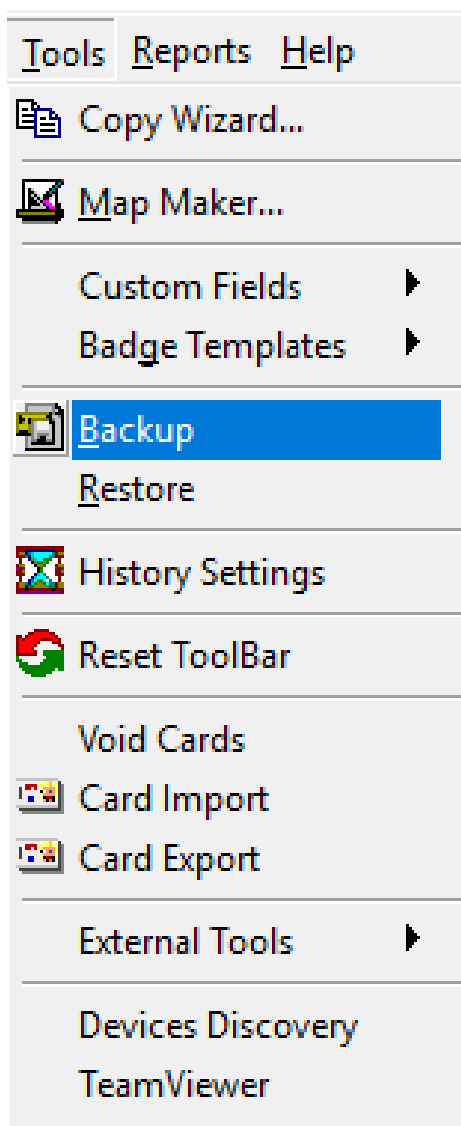 Tools Reports Help
Copy Wizard...
Map Maker...
Custom Fields
Badge Templates
Backup
Restore
History Settings
Reset ToolBar
Void Cards
Card Import
Card Export
External Tools
Devices Discovery
TeamViewer